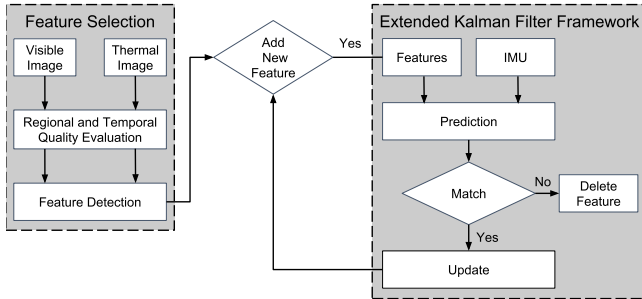 Feature Selection
Visible
Image
Thermal
Image
Regional and Temporal
Quality Evaluation
Feature Detection
Add
New
Feature
Yes
Extended Kalman Filter Framework
Features
IMU
Prediction
Match
No
Delete
Feature
Yes
Update